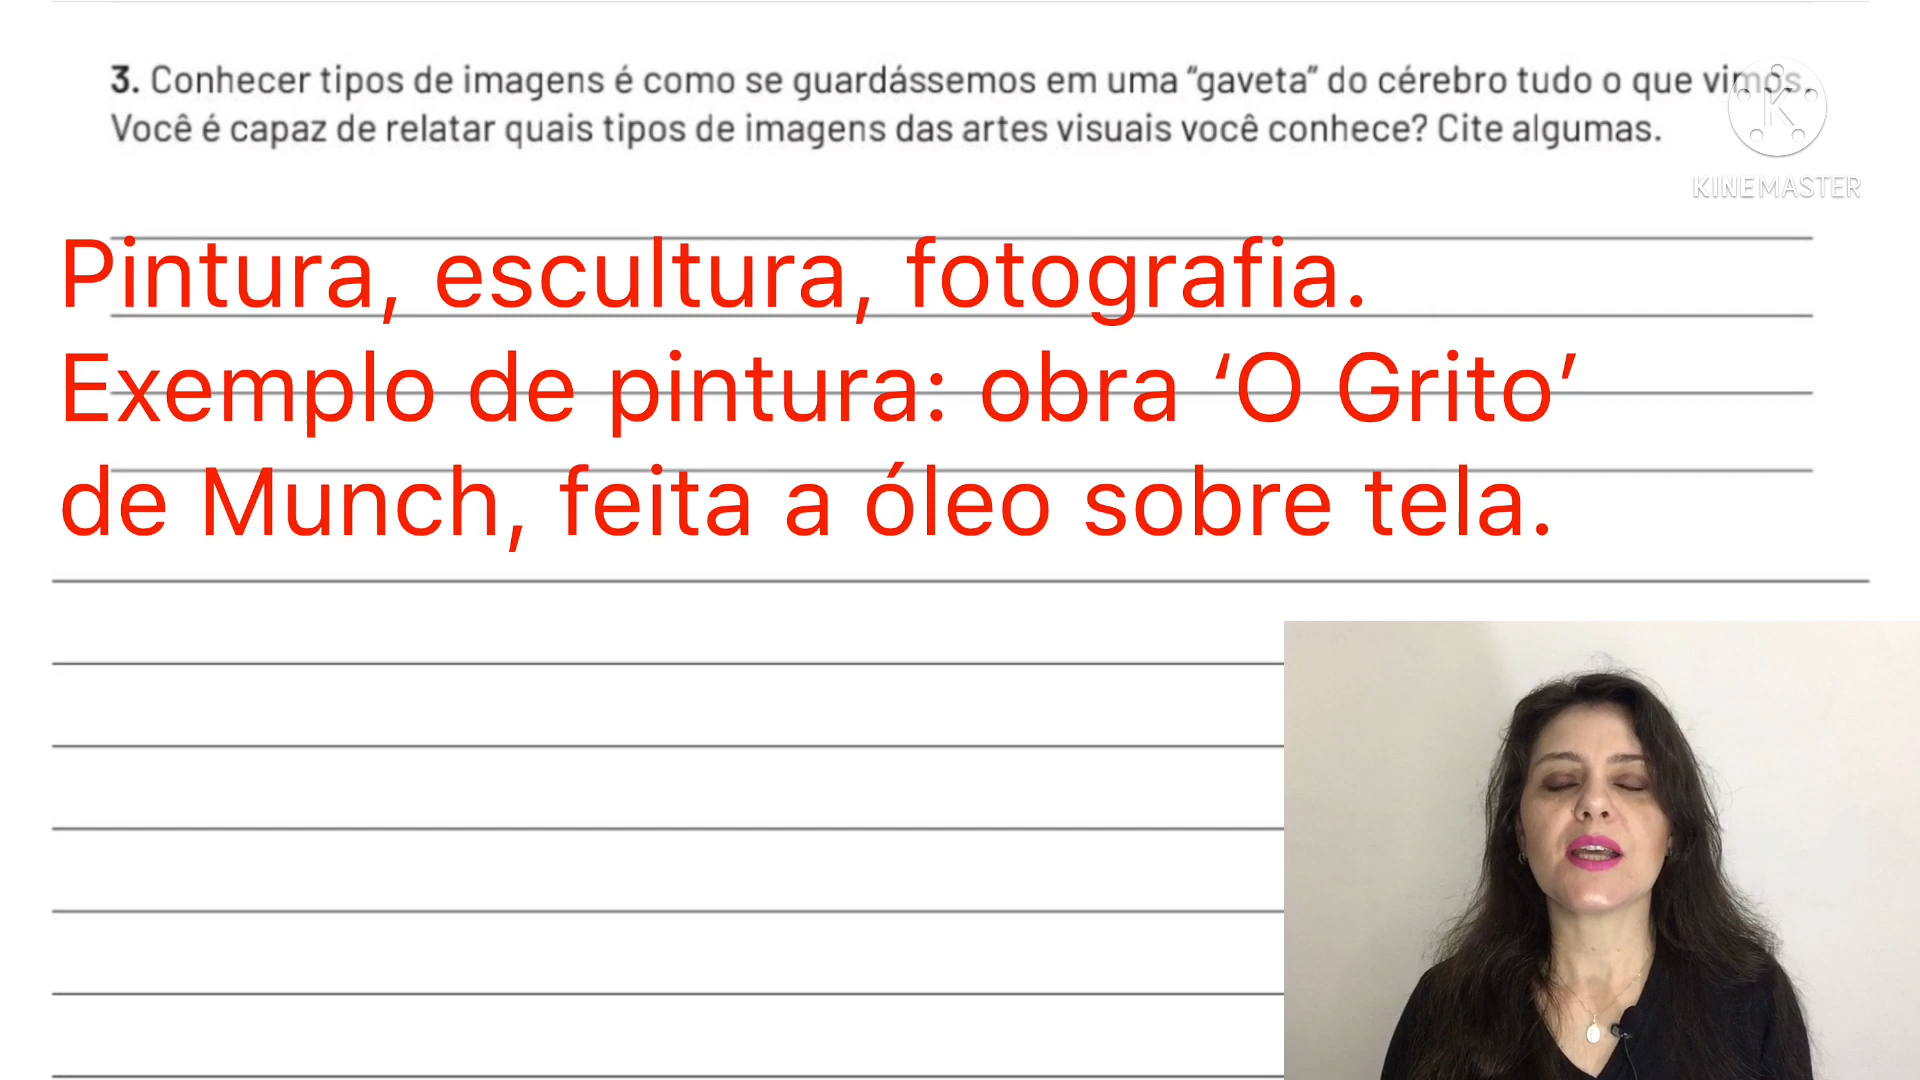 3. Conhecer tipos de imagens é como se guardássemos em uma “gaveta” do cérebro tudo o que vimos.
Você é capaz de relatar quais tipos de imagens das artes visuais você conhece? Cite algumas.
K
KINEMASTER
Pintura, escultura, fotografia.
Exemplo de pintura: obra ‘O Grito’
de Munch, feita a óleo sobre tela.